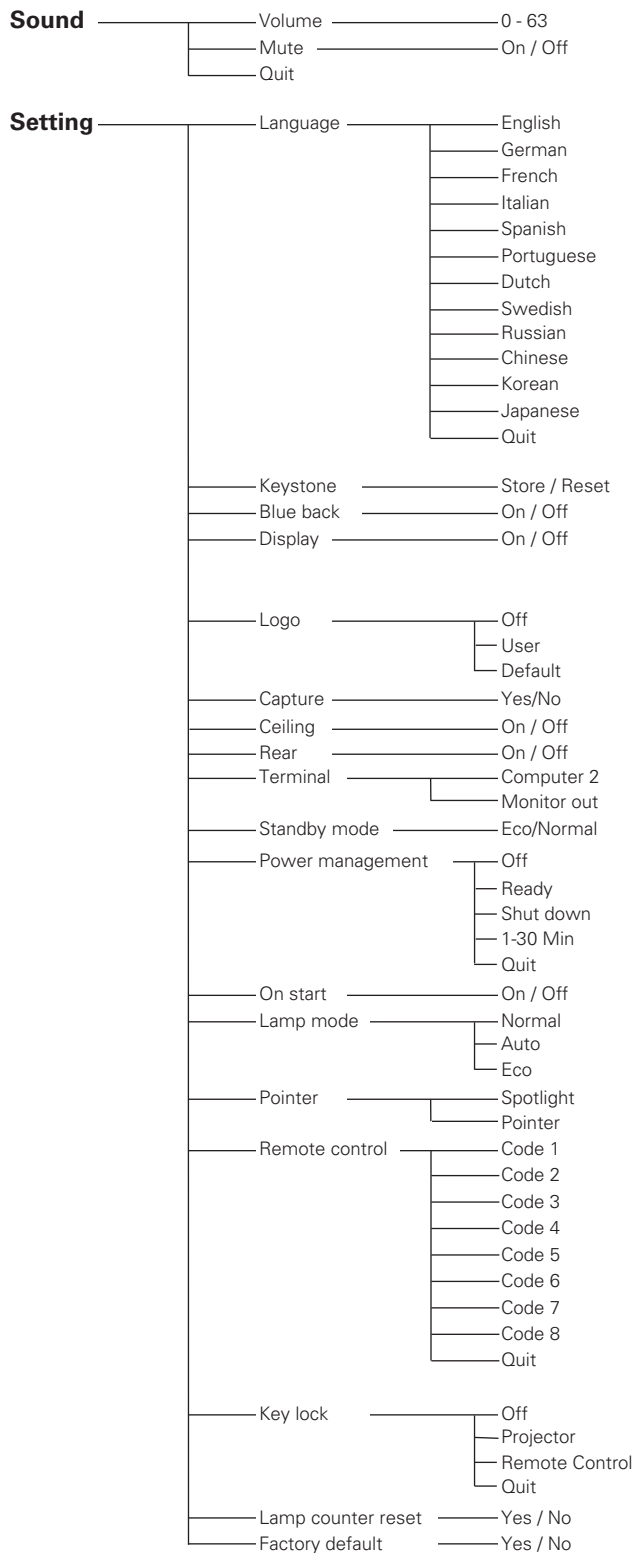 Sound Volume 0 - 63
Mute On / Off
Quit
Setting Language English
German
French
Italian
Spanish
Portuguese
Dutch
Swedish
Russian
Chinese
Korean
Japanese
Quit
Keystone Store / Reset
Blue back On / Off
Display On / Off
Logo Off
User
Default
Capture Yes/No
Ceiling On / Off
Rear On / Off
Terminal Computer 2
Monitor out
Standby mode Eco/Normal
Power management Off
Ready
Shut down
1-30 Min
Quit
On start On / Off
Lamp mode Normal
Auto
Eco
Pointer Spotlight
Pointer
Remote control Code 1
Code 2
Code 3
Code 4
Code 5
Code 6
Code 7
Code 8
Quit
Key lock Off
Projector
Remote Control
Quit
Lamp counter reset Yes / No
Factory default Yes / No